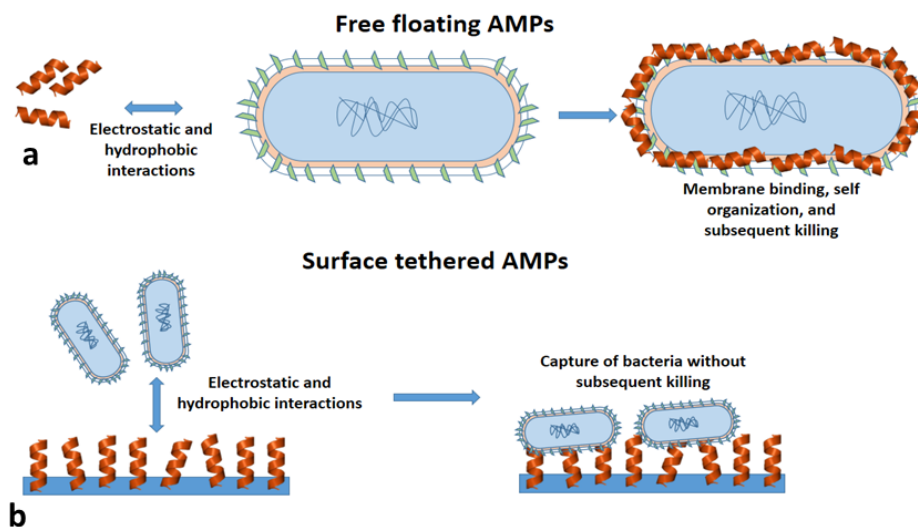 Free floating AMPs
Electrostatic and
hydrophobic
interactions
a
Membrane binding, self
organization, and
subsequent killing
Surface tethered AMPs
Electrostatic and
hydrophobic interactions
Capture of bacteria without
subsequent killing
b